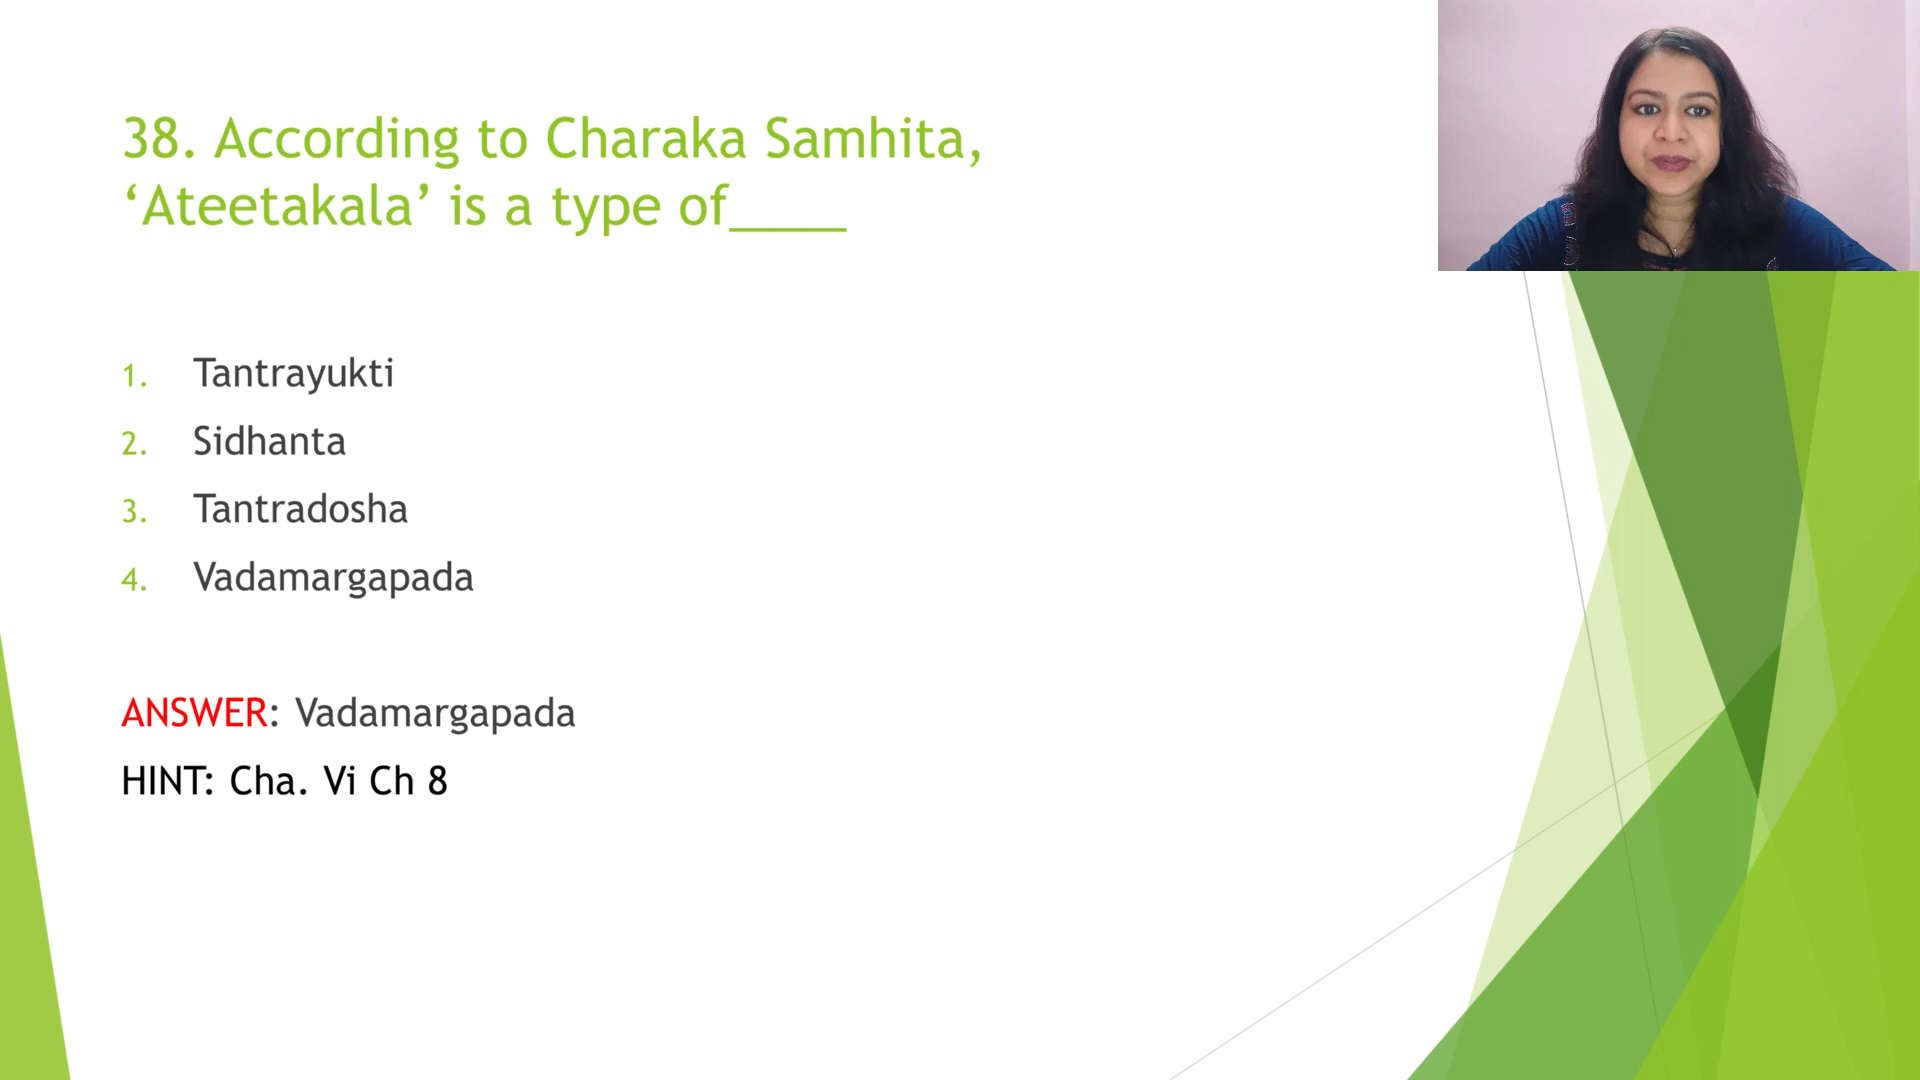 38. According to Charaka Samhita,
‘Ateetakala’ is a type of____
1. Tantrayukti
2. Sidhanta
3. Tantradosha
4. Vadamargapada
ANSWER: Vadamargapada
HINT: Cha. Vi Ch 8